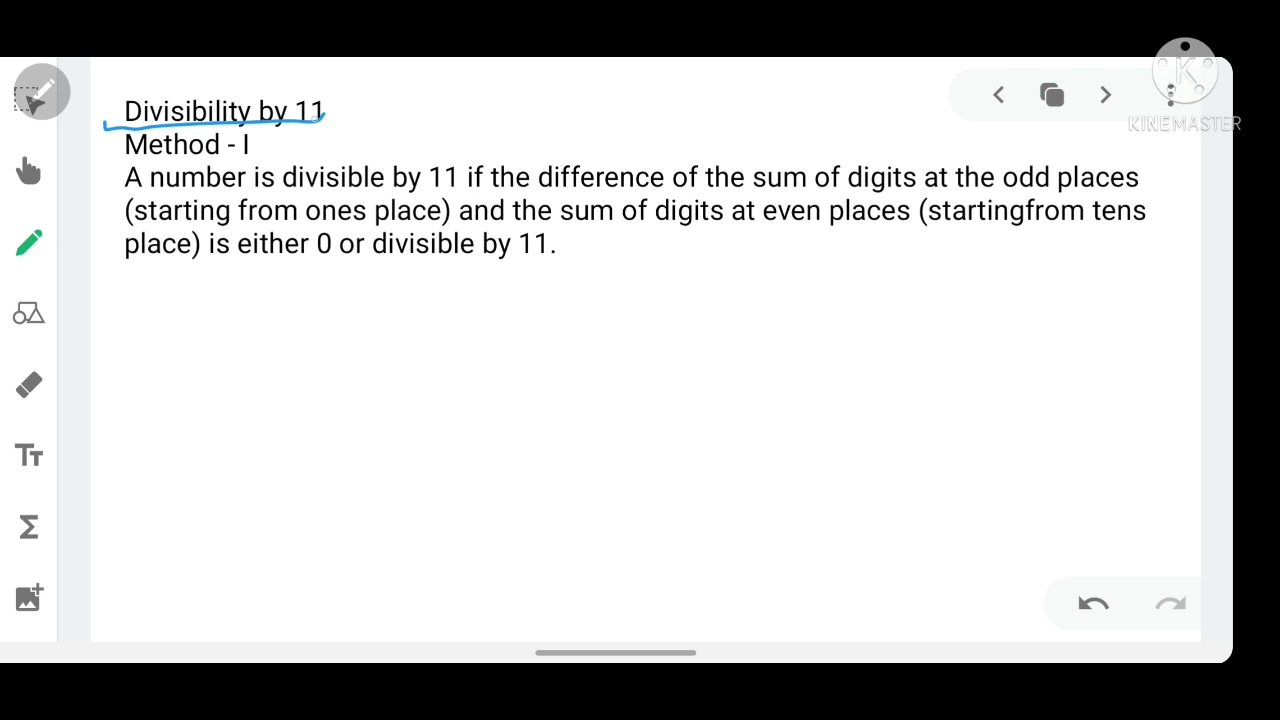 Divisibility by 11
Method - I
A number is divisible by 11 if the difference of the sum of digits at the odd places
(starting from ones place) and the sum of digits at even places (startingfrom tens
place) is either 0 or divisible by 11.
K
KINEMASTER
Tт
Σ